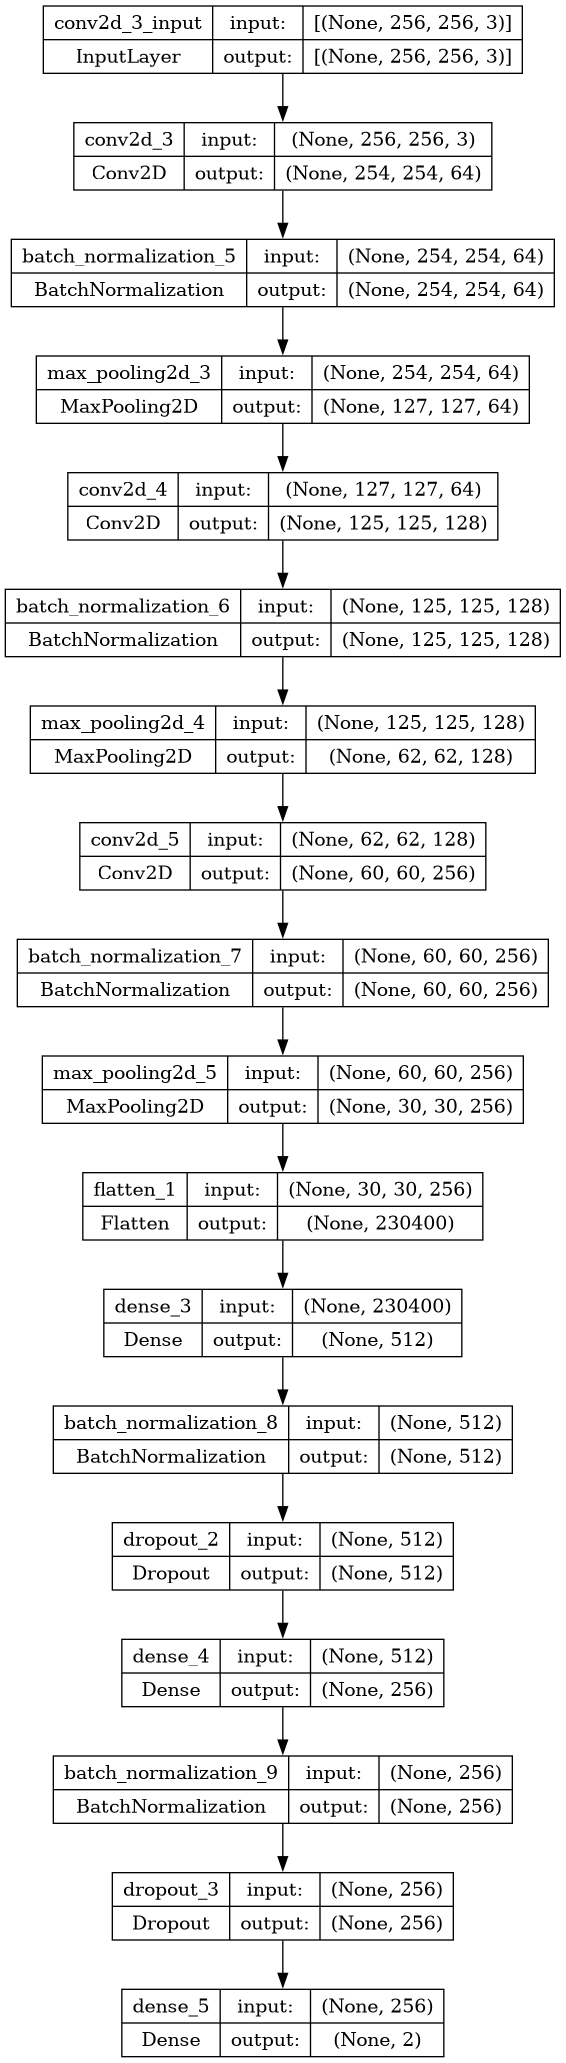 conv2d_3_input input: [(None, 256, 256, 3)]
InputLayer output: [(None, 256, 256, 3)]
conv2d_3 input: (None, 256, 256, 3)
Conv2D output: (None, 254, 254, 64)
batch_normalization_5 input: (None, 254, 254, 64)
BatchNormalization output: (None, 254, 254, 64)
max_pooling2d_3 input: (None, 254, 254, 64)
MaxPooling2D output: (None, 127, 127, 64)
conv2d_4 input: (None, 127, 127, 64)
Conv2D output: (None, 125, 125, 128)
batch_normalization_6 input: (None, 125, 125, 128)
BatchNormalization output: (None, 125, 125, 128)
max_pooling2d_4 input: (None, 125, 125, 128)
MaxPooling2D output: (None, 62, 62, 128)
conv2d_5 input: (None, 62, 62, 128)
Conv2D output: (None, 60, 60, 256)
batch_normalization_7 input: (None, 60, 60, 256)
BatchNormalization output: (None, 60, 60, 256)
max_pooling2d_5 input: (None, 60, 60, 256)
MaxPooling2D output: (None, 30, 30, 256)
flatten_1 input: (None, 30, 30, 256)
Flatten output: (None, 230400)
dense_3 input: (None, 230400)
Dense output: (None, 512)
batch_normalization_8 input: (None, 512)
BatchNormalization output: (None, 512)
dropout_2 input: (None, 512)
Dropout output: (None, 512)
dense_4 input: (None, 512)
Dense output: (None, 256)
batch_normalization_9 input: (None, 256)
BatchNormalization output: (None, 256)
dropout_3 input: (None, 256)
Dropout output: (None, 256)
dense_5 input: (None, 256)
Dense output: (None, 2)